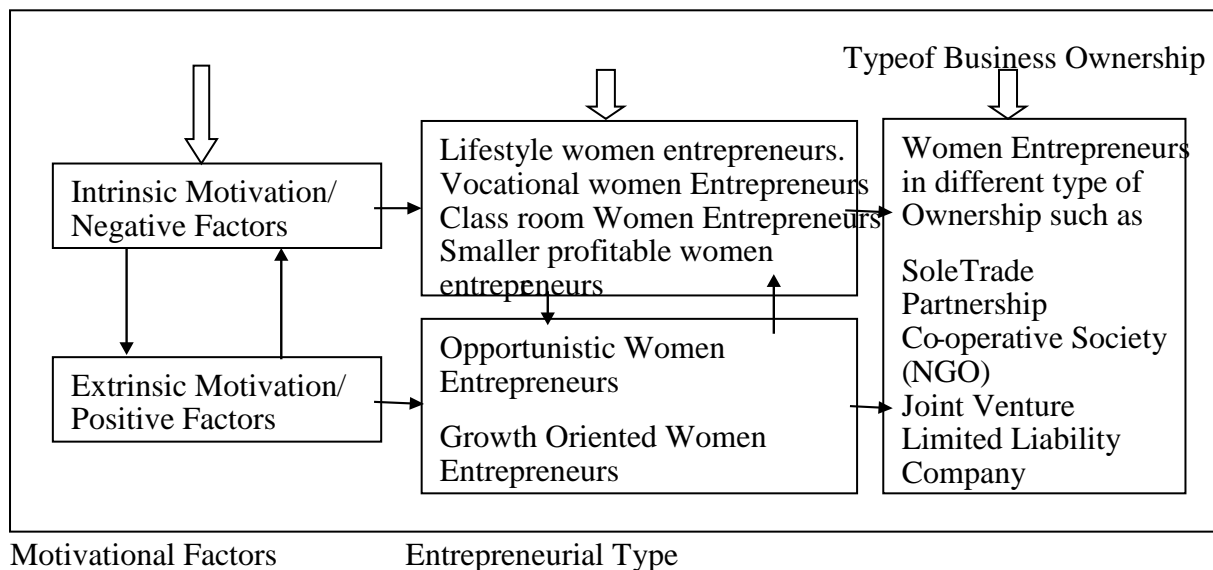 Typeof Business Ownership
Intrinsic Motivation/
Negative Factors
Extrinsic Motivation/
Positive Factors
Lifestyle women entrepreneurs.
Vocational women Entrepreneurs
Class room Women Entrepreneurs
Smaller profitable women
entrepreneurs
Opportunistic Women
Entrepreneurs
Growth Oriented Women
Entrepreneurs
Women Entrepreneurs
in different type of
Ownership such as
SoleTrade
Partnership
Co-operative Society
(NGO)
Joint Venture
Limited Liability
Company
Motivational Factors
Entrepreneurial Type